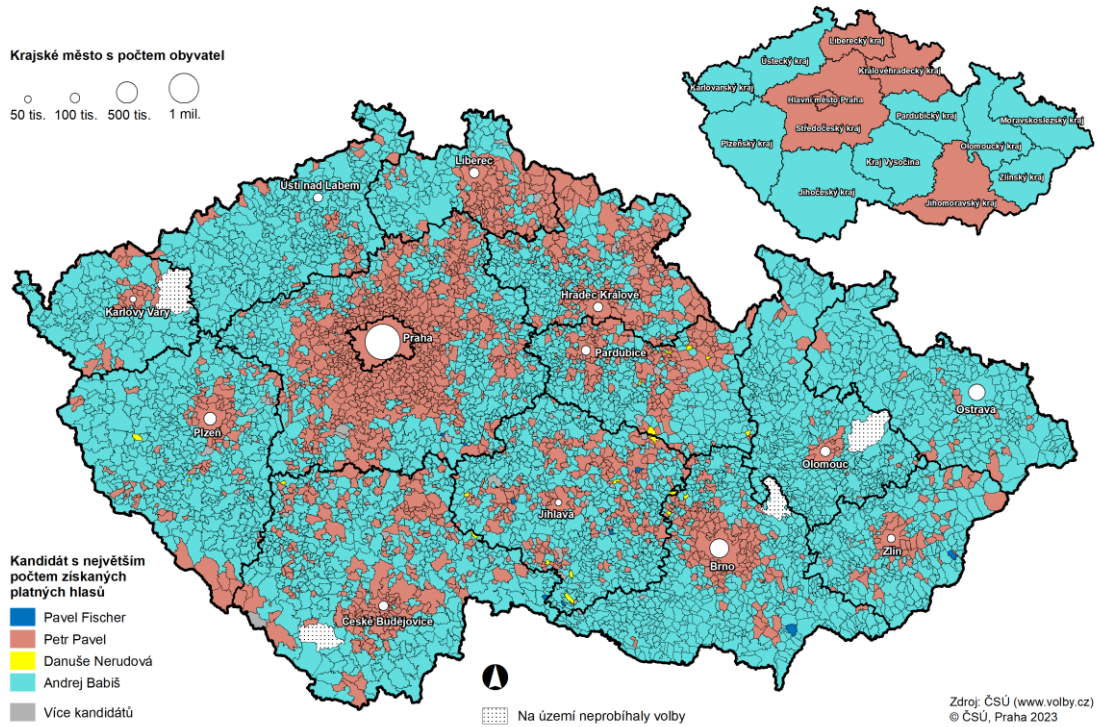 Krajské město s počtem obyvatel
50 tis. 100 tis. 500 tis. 1 mil.
Liberecký kraj
Ústecký kraj
Královéhradecký kraj
Karlovarský kraj
Hlavní město Praha
Pardubický kraj
Moravskoslezský kraj
Středočeský kraj
Plzeňský kraj
Olomoucký kraj
Kraj Vysočina
Zlínský kraj
Jihočeský kraj
Jihomoravský kraj
Liberec
Ústí nad Labem
Hradec Králové
Karlovy Vary
Praha
Pardubice
Ostrava
Plzeň
Olomouc
Jihlava
Zlín
Brno
České Budějovice
Kandidát s největším
počtem získaných
platných hlasů
Pavel Fischer
Petr Pavel
Danuše Nerudová
Andrej Babiš
Více kandidátů
Na území neprobíhaly volby
Zdroj: ČSÚ (www.volby.cz)
© ČSÚ, Praha 2023